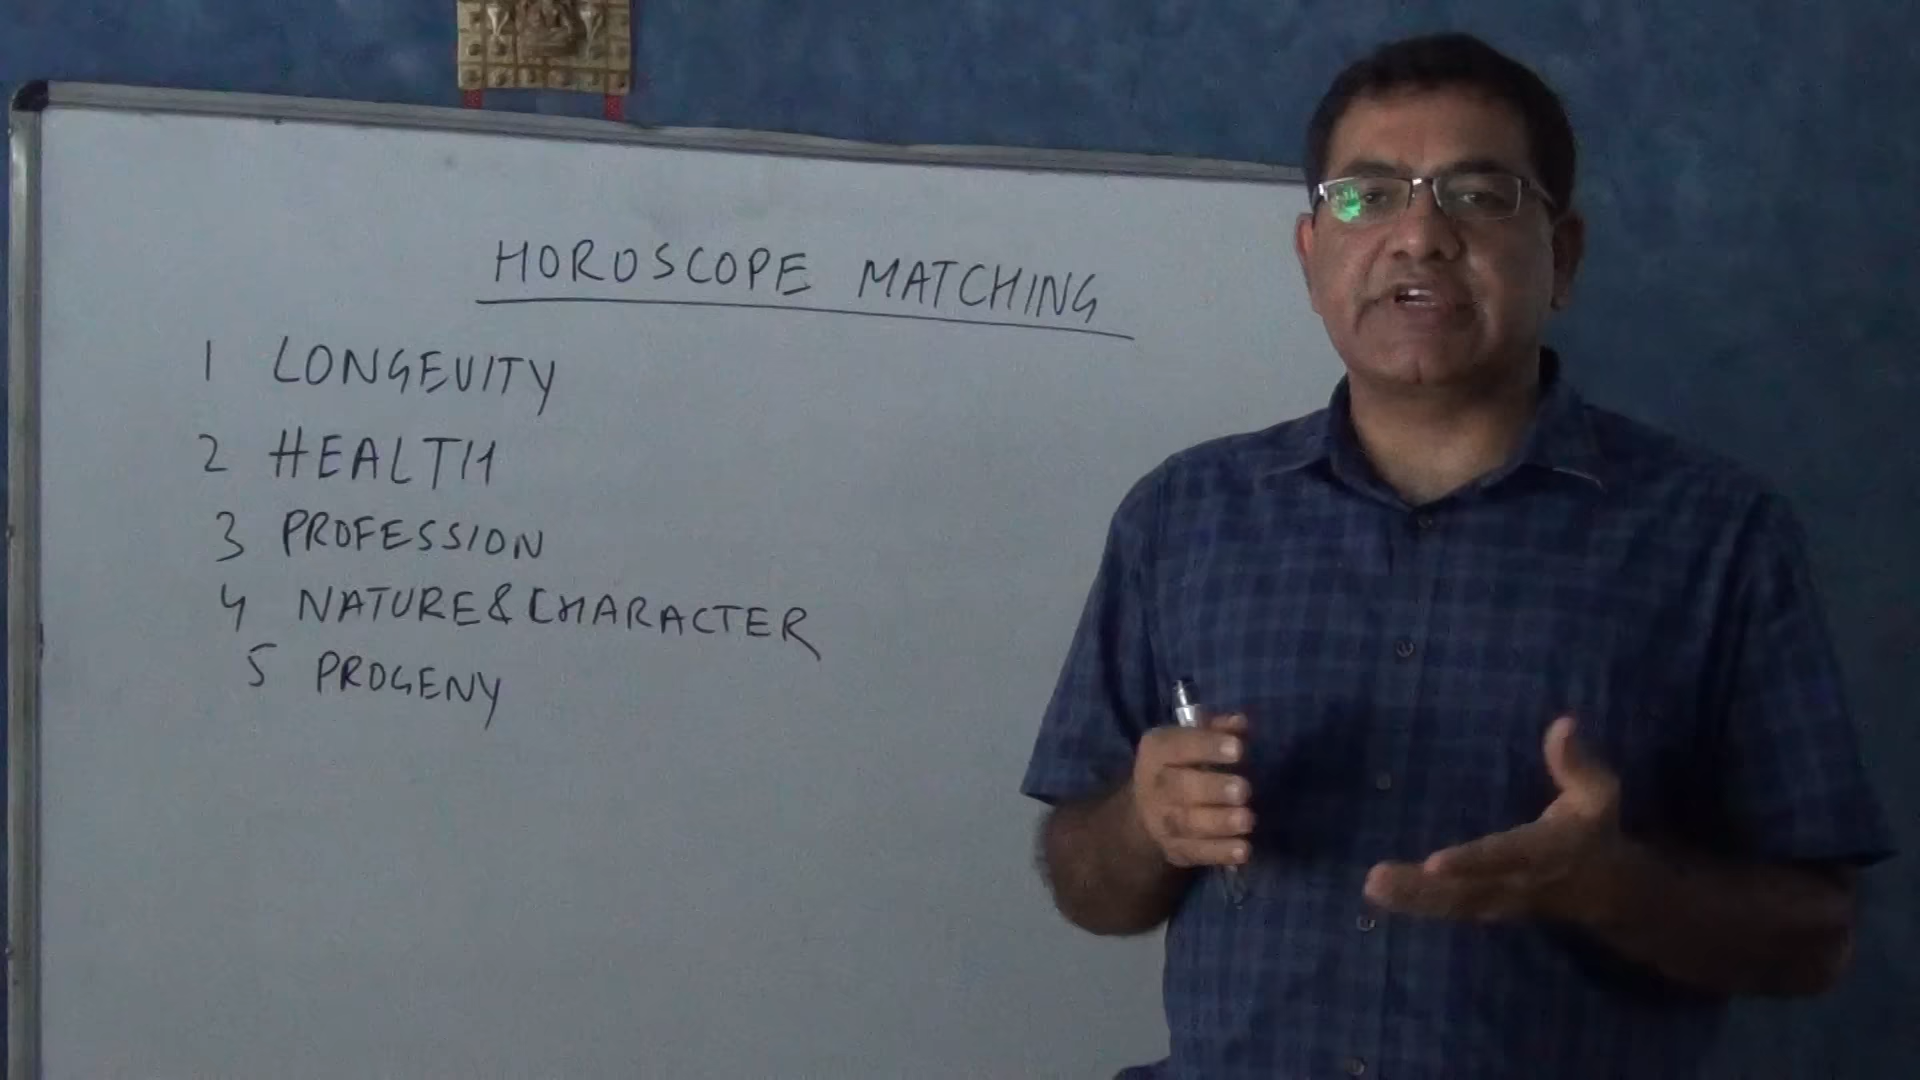 HOROSCOPE MATCHING
1 LONGEVITY
2 HEALTH
3 PROFESSION
4 NATURE & CHARACTER
5 PROGENY